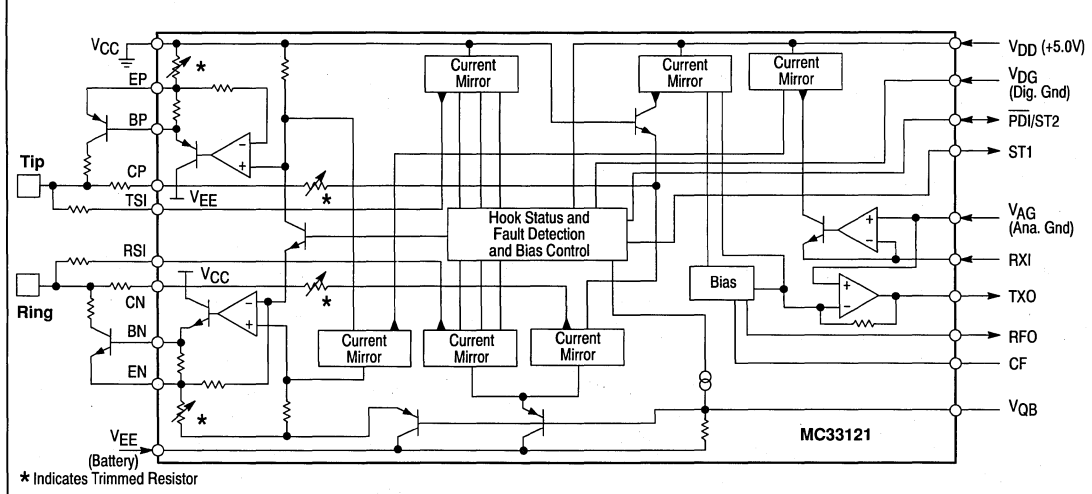 VCC
EP
BP
Tip
CP
TSI
RSI
CN
Ring
BN
EN
VEE
(Battery)
* Indicates Trimmed Resistor
*
VEE
*
VCC
*
*
Current
Mirror
Current
Mirror
Current
Mirror
Hook Status and
Fault Detection
and Bias Control
Bias
Current
Mirror
Current
Mirror
Current
Mirror
−
+
−
+
+
−
+
−
MC33121
VDD (+5.0V)
VDG
(Dig. Gnd)
PDI/ST2
ST1
VAG
(Ana. Gnd)
RXI
TXO
RFO
CF
VQB